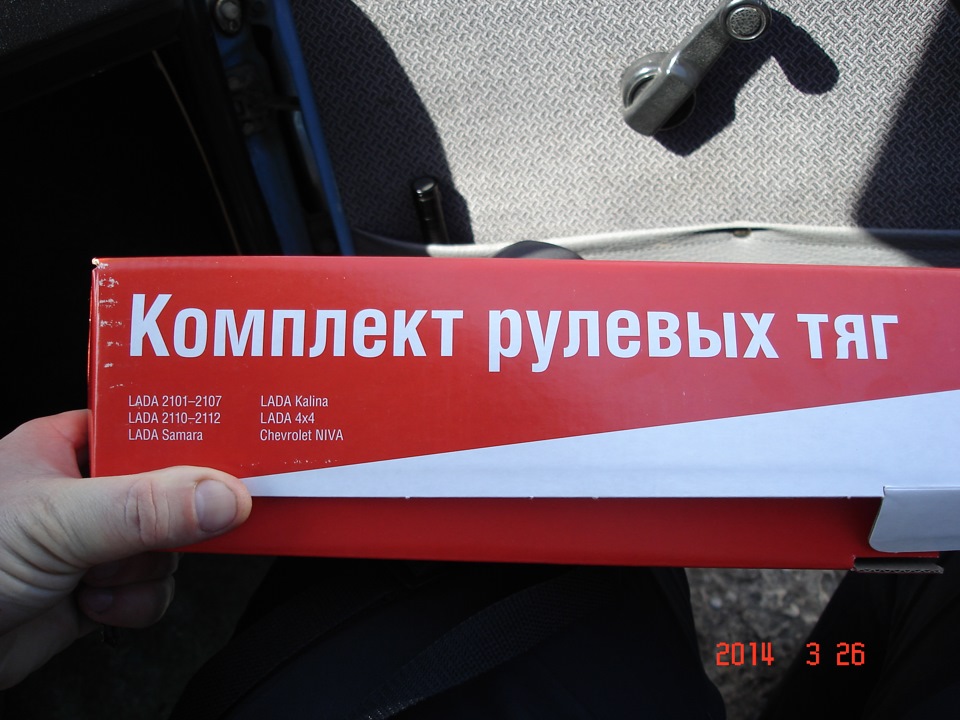 Комплект рулевых тяг
LADA 2101–2107
LADA 2110–2112
LADA Samara
LADA Kalina
LADA 4x4
Chevrolet NIVA
2014 3 26